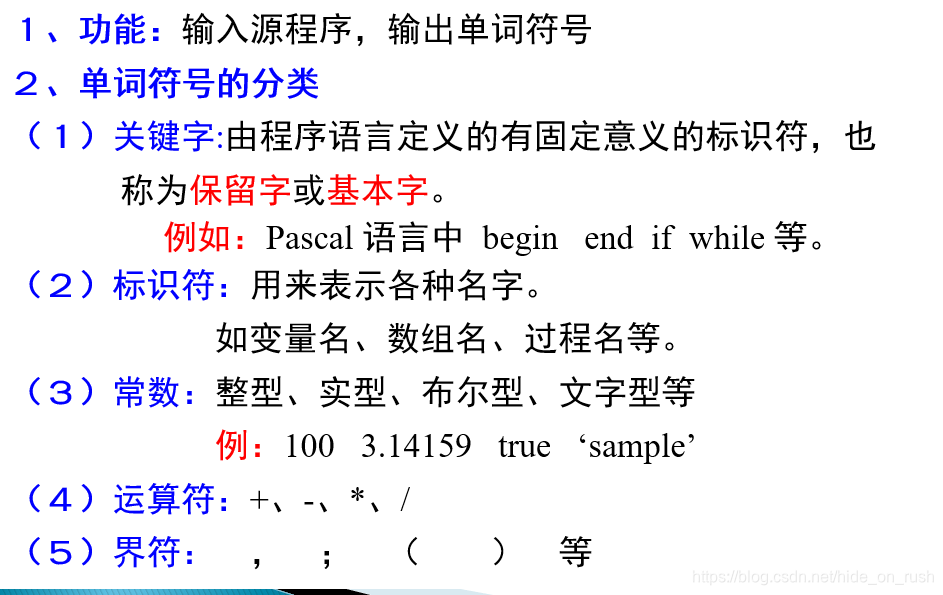 １、功能：输入源程序，输出单词符号
２、单词符号的分类
（１）关键字:由程序语言定义的有固定意义的标识符，也
称为保留字或基本字。
例如：Pascal 语言中 begin end if while 等。
（２）标识符：用来表示各种名字。
如变量名、数组名、过程名等。
（３）常数：整型、实型、布尔型、文字型等
例：100 3.14159 true ‘sample’
（４）运算符：+、-、*、/
（５）界符： ， ； （ ） 等
https://blog.csdn.net/hide_on_rush